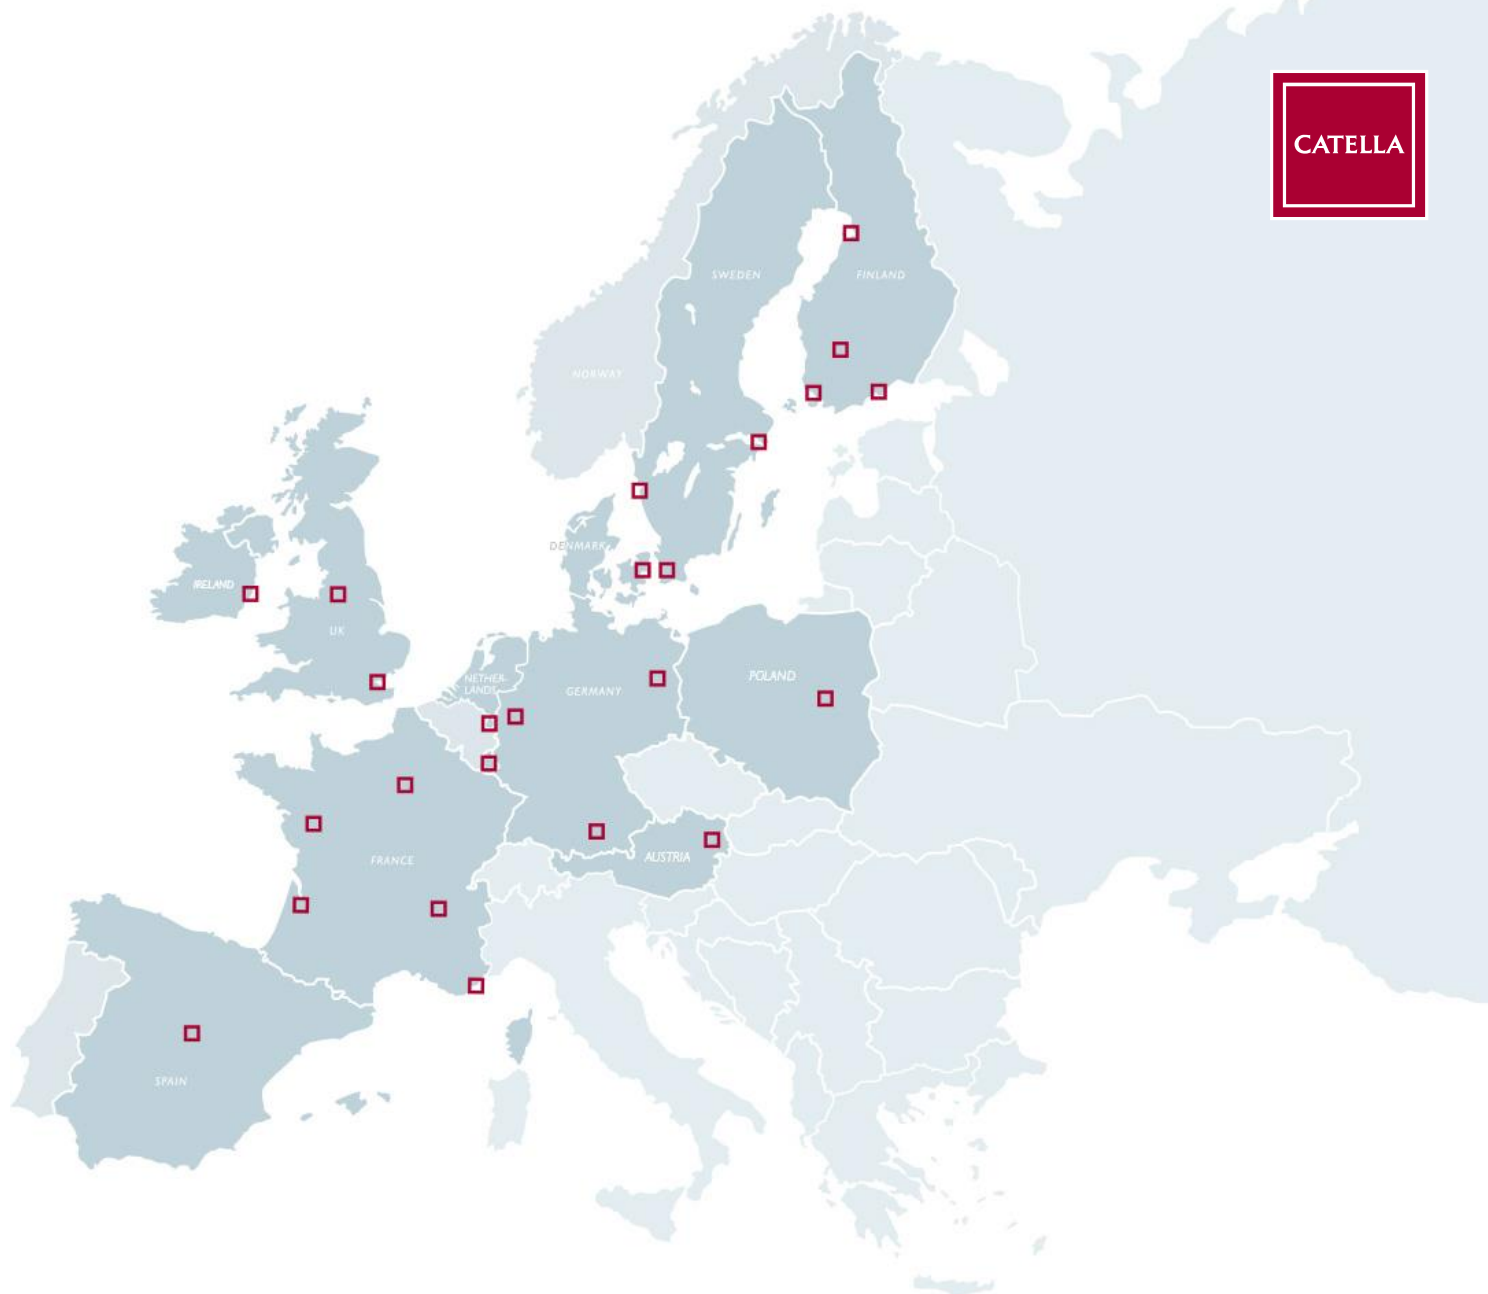 CATELLA
SWEDEN
FINLAND
NORWAY
DENMARK
IRELAND
UK
NETHER-
LANDS
GERMANY
POLAND
FRANCE
AUSTRIA
SPAIN